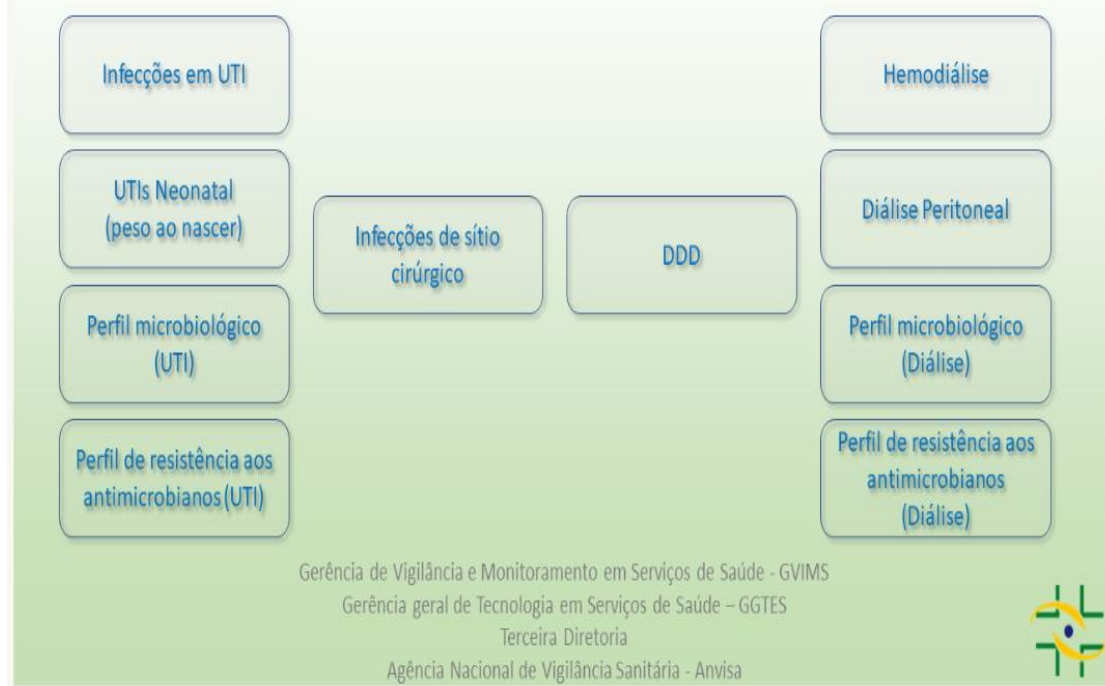 Infecções em UTI
UTIs Neonatal
(peso ao nascer)
Perfil microbiológico
(UTI)
Perfil de resistência aos
antimicrobianos (UTI)
Infecções de sítio
cirúrgico
DDD
Hemodiálise
Diálise Peritoneal
Perfil microbiológico
(Diálise)
Perfil de resistência aos
antimicrobianos
(Diálise)
Gerência de Vigilância e Monitoramento em Serviços de Saúde - GVIMS
Gerência geral de Tecnologia em Serviços de Saúde – GGTES
Terceira Diretoria
Agência Nacional de Vigilância Sanitária - Anvisa